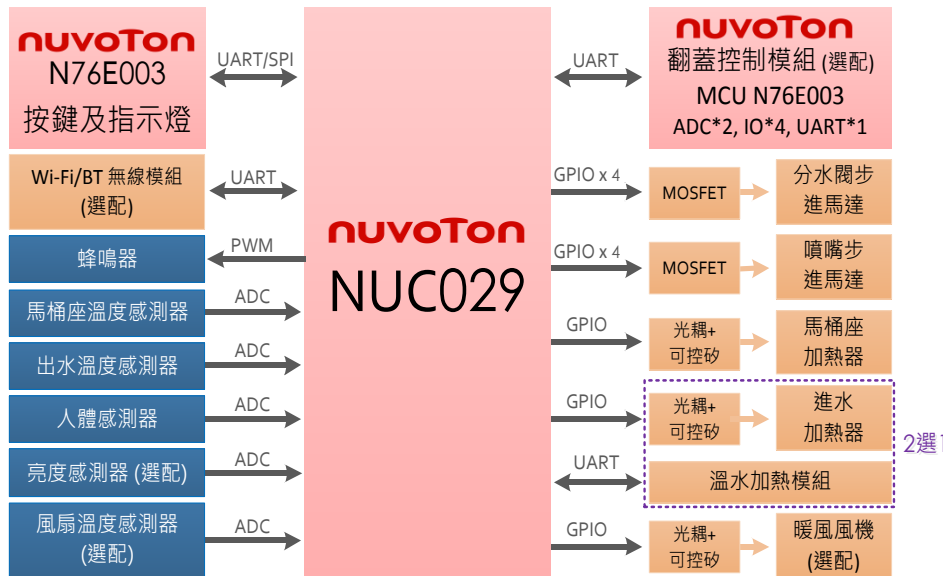 nuvoTon
N76E003
按鍵及指示燈
UART/SPI
Wi-Fi/BT 無線模組
(選配)
UART
蜂鳴器
PWM
馬桶座溫度感測器
ADC
出水溫度感測器
ADC
人體感測器
ADC
亮度感測器 (選配)
ADC
風扇溫度感測器
(選配)
ADC
nuvoTon
NUC029
UART
nuvoTon
翻蓋控制模組 (選配)
MCU N76E003
ADC*2, IO*4, UART*1
GPIO x 4
MOSFET
分水閥步
進馬達
GPIO x 4
MOSFET
噴嘴步
進馬達
GPIO
光耦+
可控矽
馬桶座
加熱器
GPIO
光耦+
可控矽
進水
加熱器
2選1
UART
溫水加熱模組
GPIO
光耦+
可控矽
暖風風機
(選配)